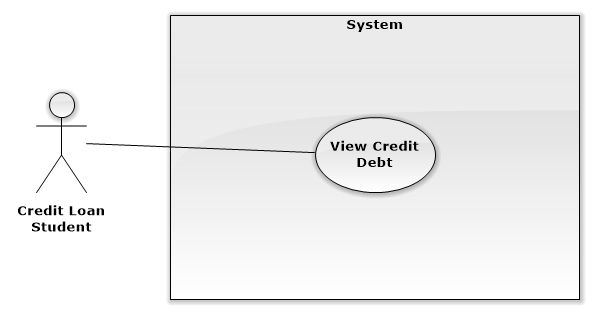 System
View Credit
Debt
Credit Loan
Student